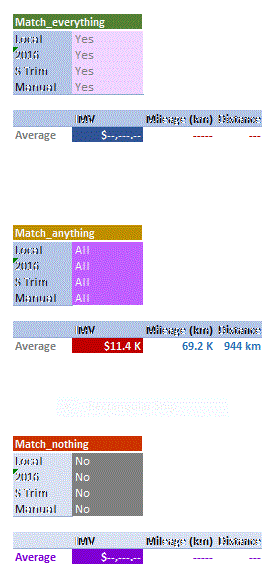 Match_everything
Local Yes
2016 Yes
S Trim Yes
Manual Yes
MV Mileage (km) Distance
Average $--,---.-- ----- ---
Match_anything
Local All
2016 All
S Trim All
Manual All
MV Mileage (km) Distance
Average $11.4 K 69.2 K 944 km
Match_nothing
Local No
2016 No
S Trim No
Manual No
MV Mileage (km) Distance
Average $--,---.-- ----- ---